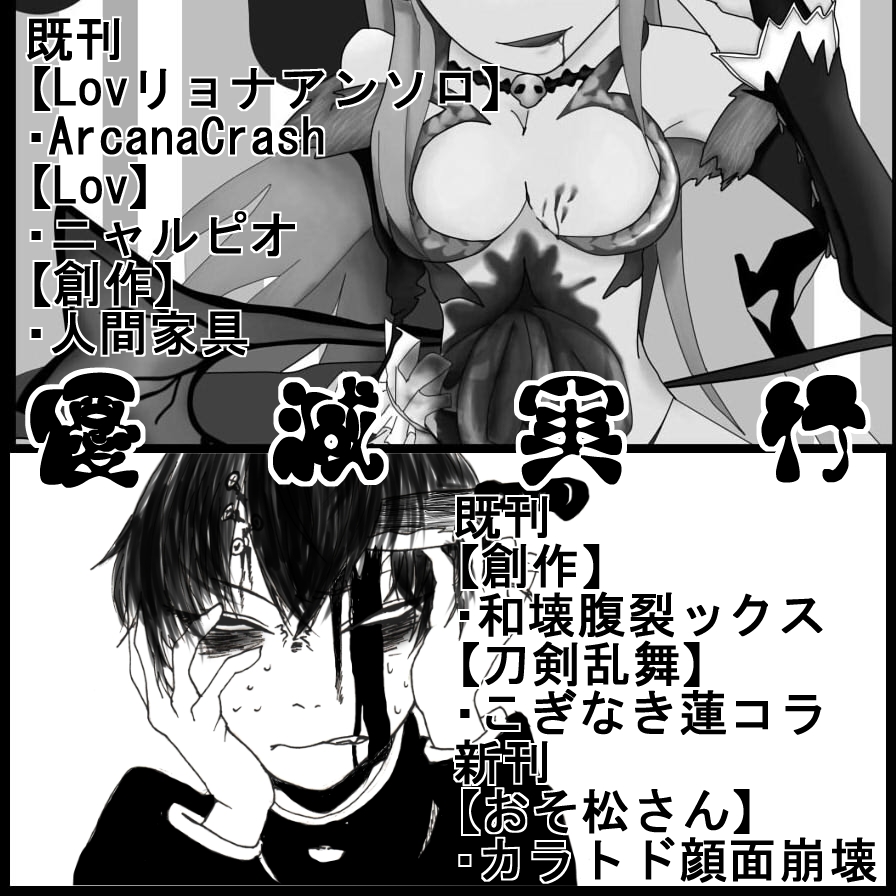 既刊
【Lovリョナアンソロ】
・ArcanaCrash
【Lov】
・ニャルピオ
【創作】
・人間家具
優減実行
既刊
【創作】
・和壊腹裂ックス
【刀剣乱舞】
・こぎなき蓮コラ
新刊
【おそ松さん】
・カラトド顔面崩壊